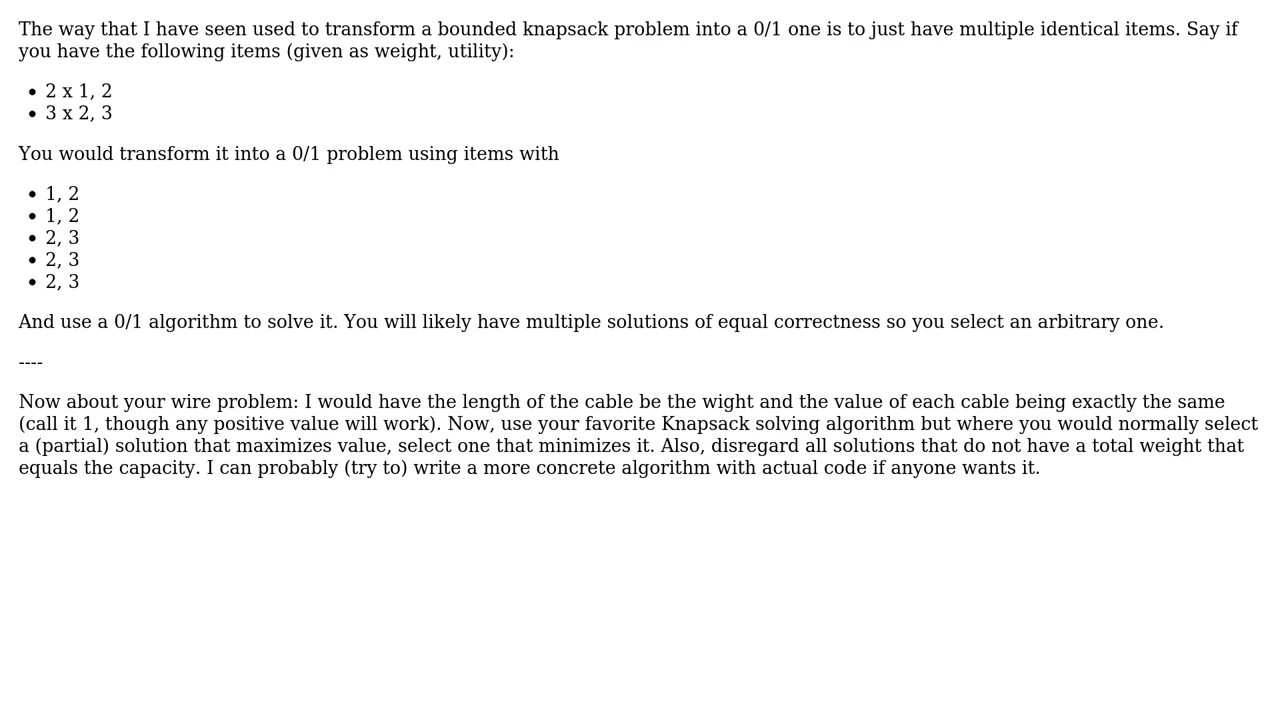 The way that I have seen used to transform a bounded knapsack problem into a 0/1 one is to just have multiple identical items. Say if
you have the following items (given as weight, utility):
• 2 x 1, 2
• 3 x 2, 3
You would transform it into a 0/1 problem using items with
• 1, 2
• 1, 2
• 2, 3
• 2, 3
• 2, 3
And use a 0/1 algorithm to solve it. You will likely have multiple solutions of equal correctness so you select an arbitrary one.
----
Now about your wire problem: I would have the length of the cable be the wight and the value of each cable being exactly the same
(call it 1, though any positive value will work). Now, use your favorite Knapsack solving algorithm but where you would normally select
a (partial) solution that maximizes value, select one that minimizes it. Also, disregard all solutions that do not have a total weight that
equals the capacity. I can probably (try to) write a more concrete algorithm with actual code if anyone wants it.